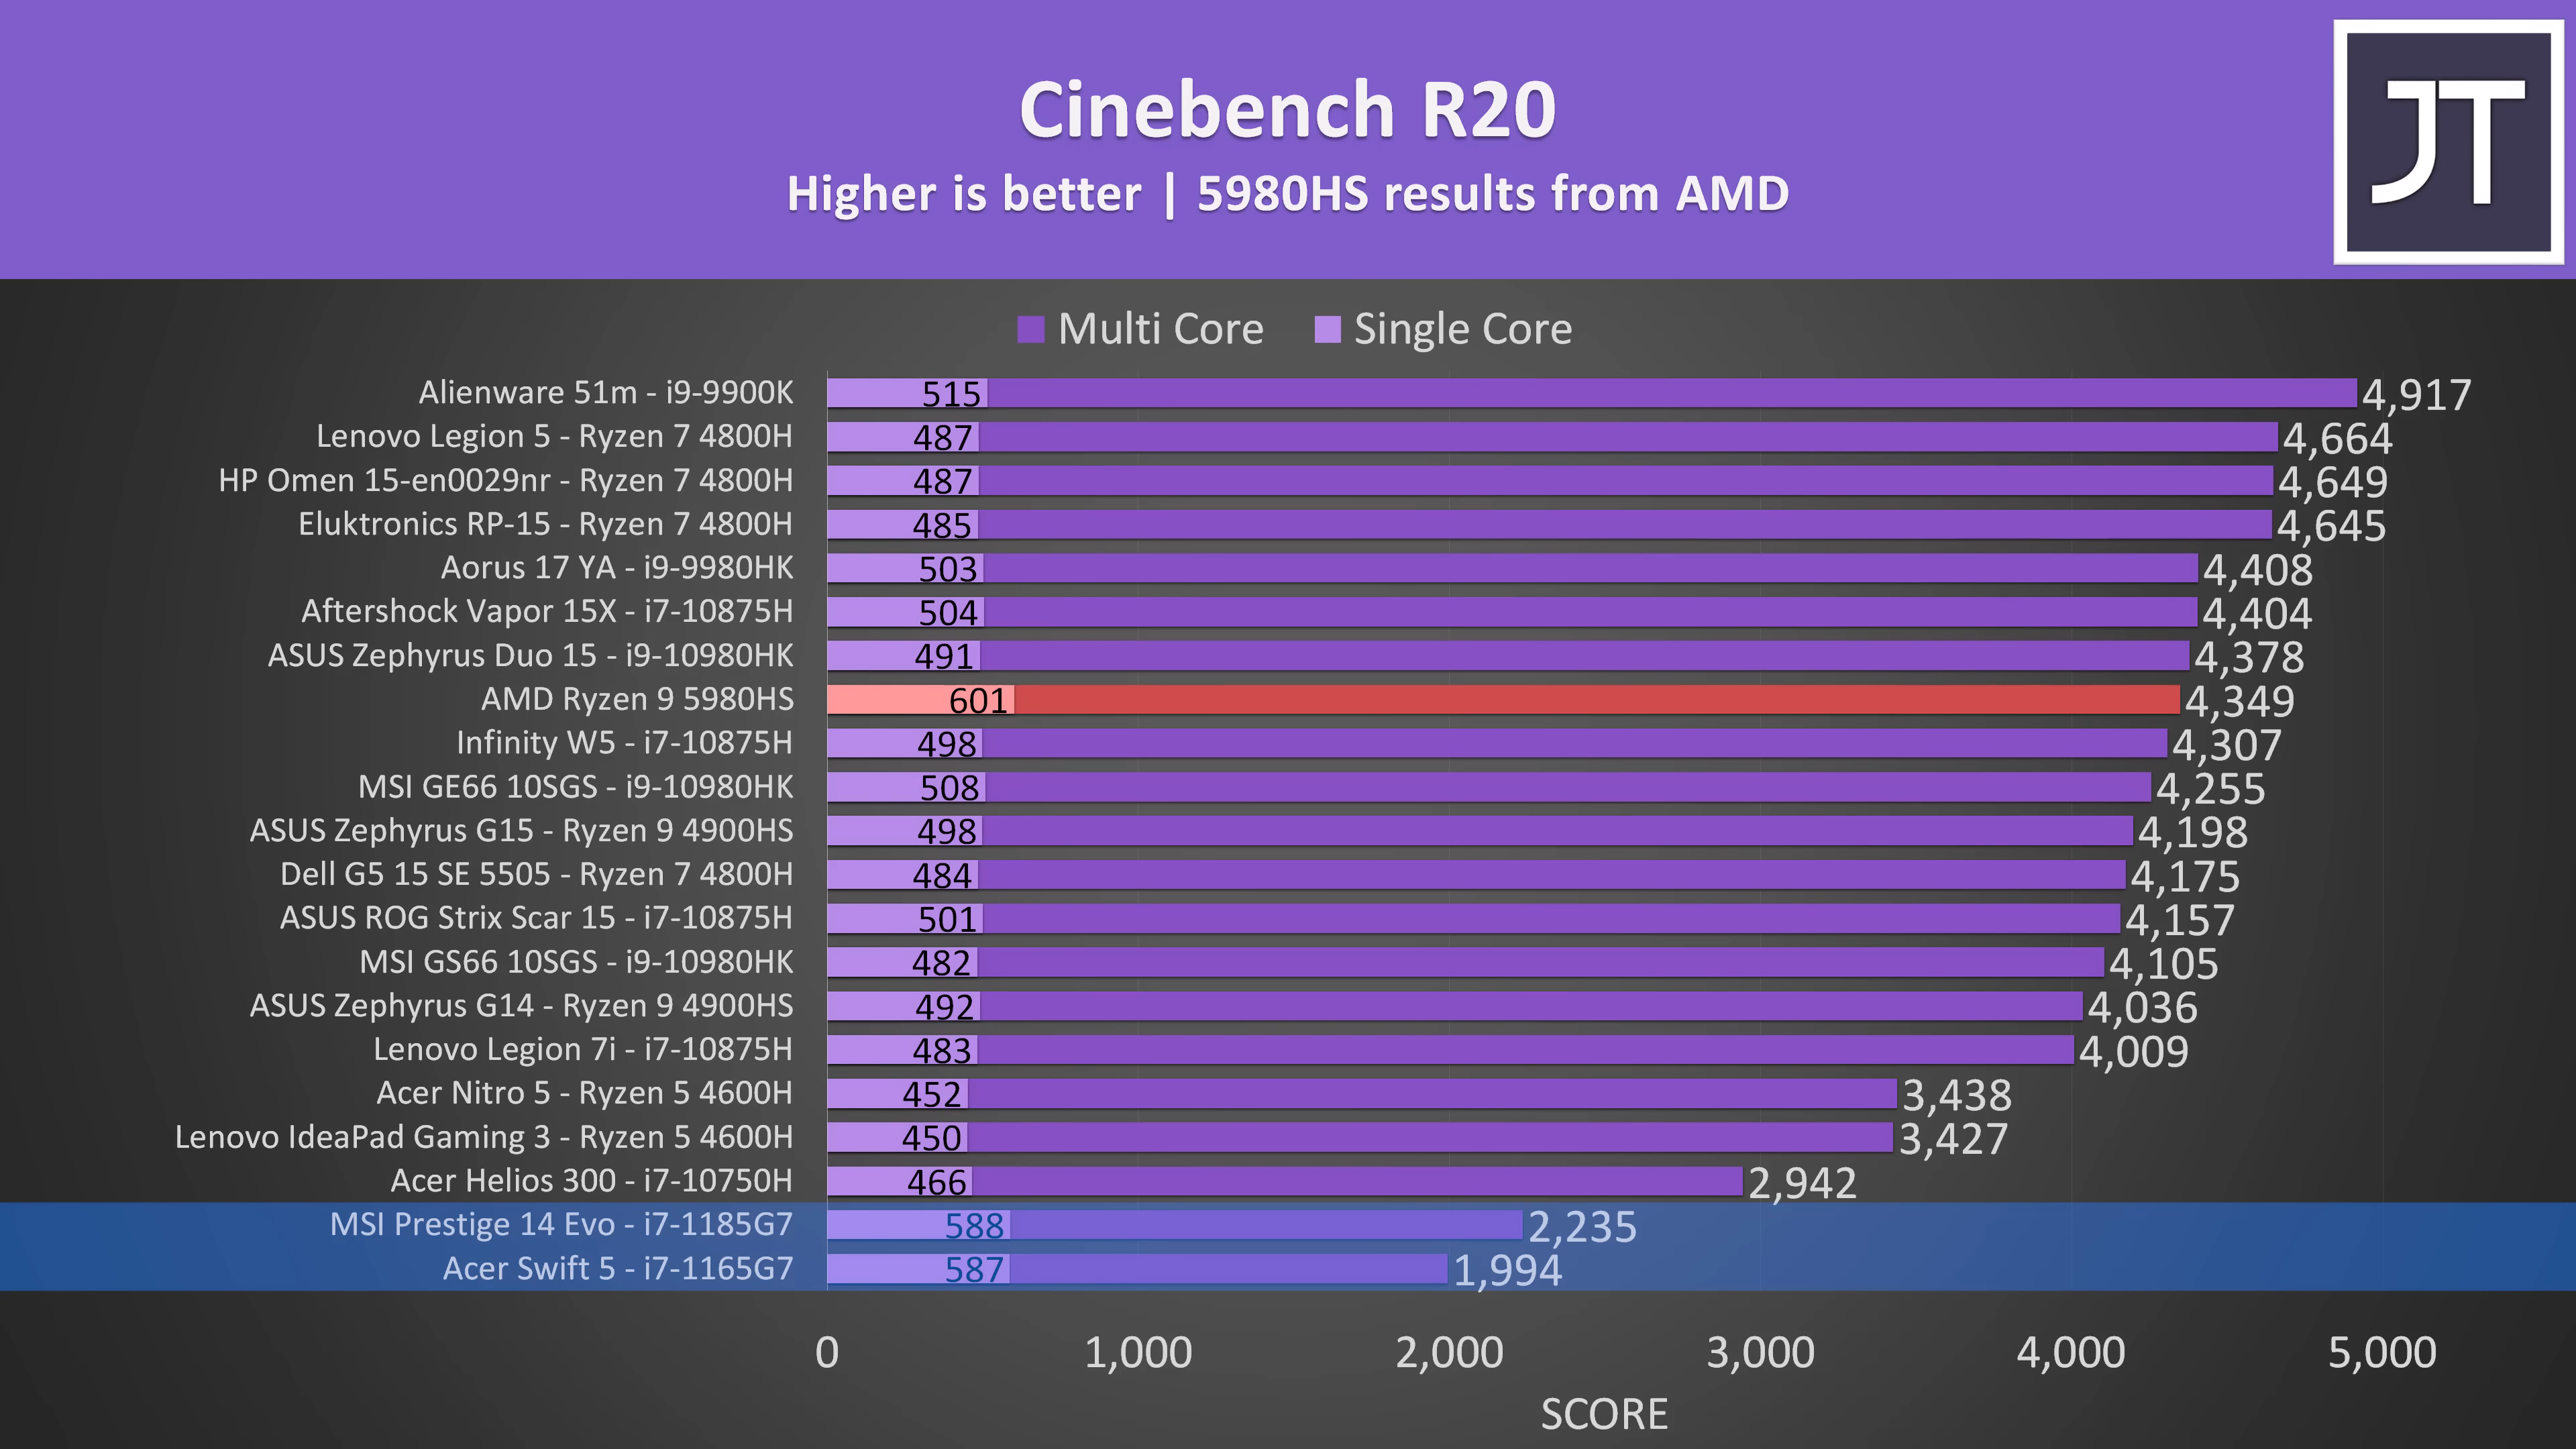 Cinebench R20
Higher is better | 5980HS results from AMD
JT
Multi Core Single Core
Alienware 51m - i9-9900K 515 4,917
Lenovo Legion 5 - Ryzen 7 4800H 487 4,664
HP Omen 15-en0029nr - Ryzen 7 4800H 487 4,649
Eluktronics RP-15 - Ryzen 7 4800H 485 4,645
Aorus 17 YA - i9-9980HK 503 4,408
Aftershock Vapor 15X - i7-10875H 504 4,404
ASUS Zephyrus Duo 15 - i9-10980HK 491 4,378
AMD Ryzen 9 5980HS 601 4,349
Infinity W5 - i7-10875H 498 4,307
MSI GE66 10SGS - i9-10980HK 508 4,255
ASUS Zephyrus G15 - Ryzen 9 4900HS 498 4,198
Dell G5 15 SE 5505 - Ryzen 7 4800H 484 4,175
ASUS ROG Strix Scar 15 - i7-10875H 501 4,157
MSI GS66 10SGS - i9-10980HK 482 4,105
ASUS Zephyrus G14 - Ryzen 9 4900HS 492 4,036
Lenovo Legion 7i - i7-10875H 483 4,009
Acer Nitro 5 - Ryzen 5 4600H 452 3,438
Lenovo IdeaPad Gaming 3 - Ryzen 5 4600H 450 3,427
Acer Helios 300 - i7-10750H 466 2,942
MSI Prestige 14 Evo - i7-1185G7 588 2,235
Acer Swift 5 - i7-1165G7 587 1,994
0 1,000 2,000 3,000 4,000 5,000
SCORE